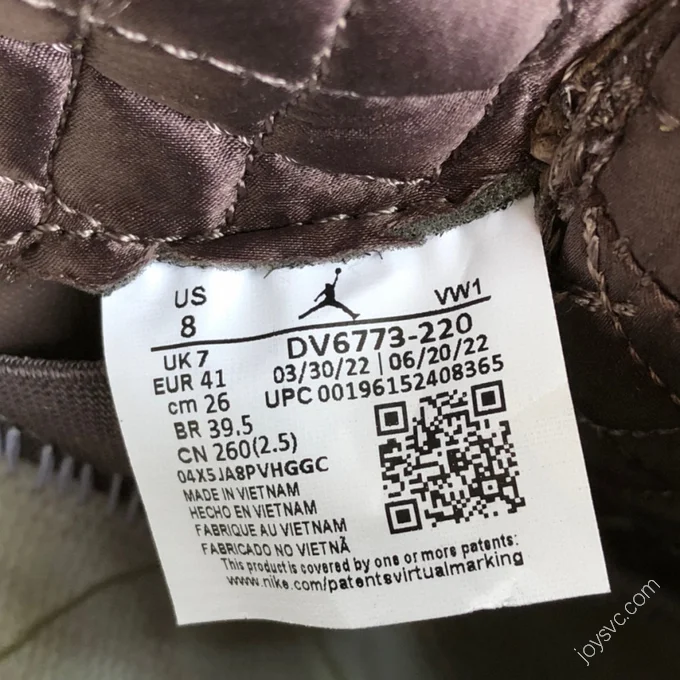 US
8
VW1
DV6773-220
UK 7
03/30/22 | 06/20/22
EUR 41
UPC 00196152408365
cm 26
BR 39.5
CN 260(2.5)
04X5JA8PVHGGC
MADE IN VIETNAM
HECHO EN VIETNAM
FABRIQUE AU VIETNAM
FABRICADO NO VIETNÃ
This product is covered by one or more patents:
www.nike.com/patentsvirtualmarking
joysvc.com